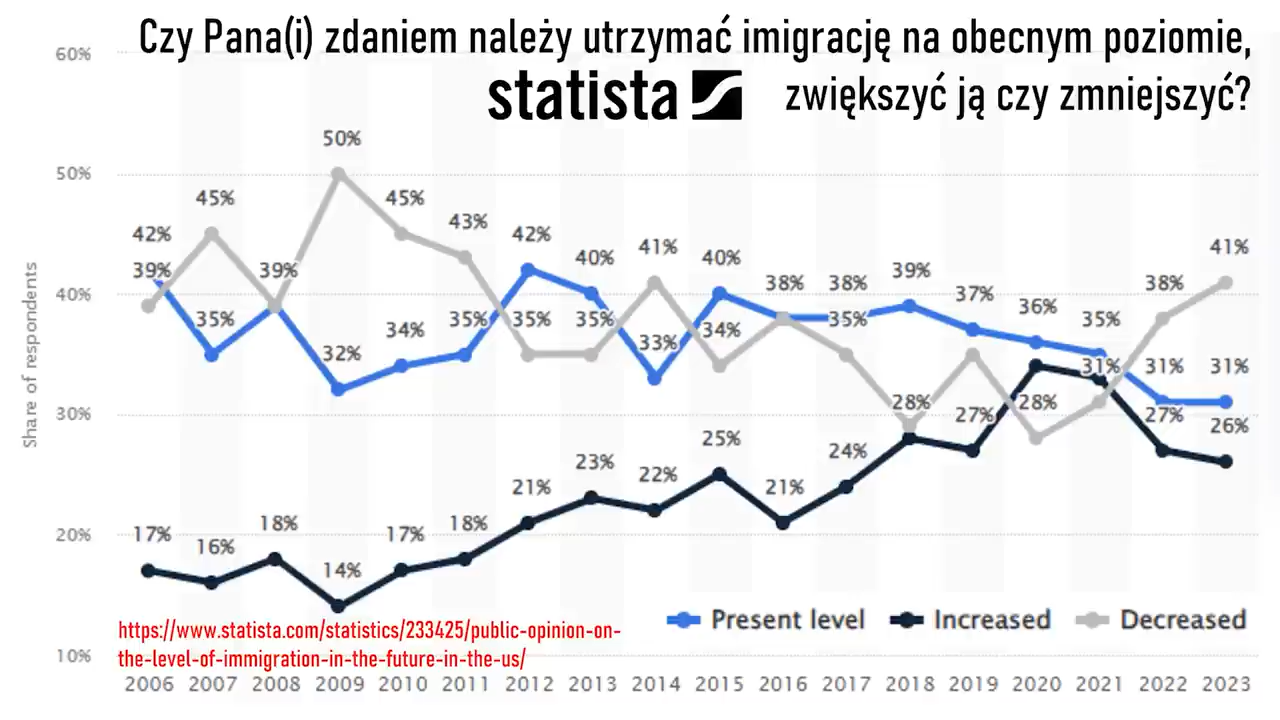 Czy Pana(i) zdaniem należy utrzymać imigrację na obecnym poziomie,
statista zwiększyć ją czy zmniejszyć?
60%
50%
50%
45% 45%
43%
42% 42%
41% 41%
40% 40%
39% 39% 39%
38% 38% 38%
40%
37%
36%
35% 35% 35% 35% 35% 35%
34% 34%
33%
32%
31% 31% 31%
30%
28% 28%
27% 27%
26%
25%
24%
23%
22%
21% 21%
20%
18% 18%
17% 17%
16%
14%
Share of respondents
Present level Increased Decreased
https://www.statista.com/statistics/233425/public-opinion-on-
the-level-of-immigration-in-the-future-in-the-us/
10%
2006 2007 2008 2009 2010 2011 2012 2013 2014 2015 2016 2017 2018 2019 2020 2021 2022 2023